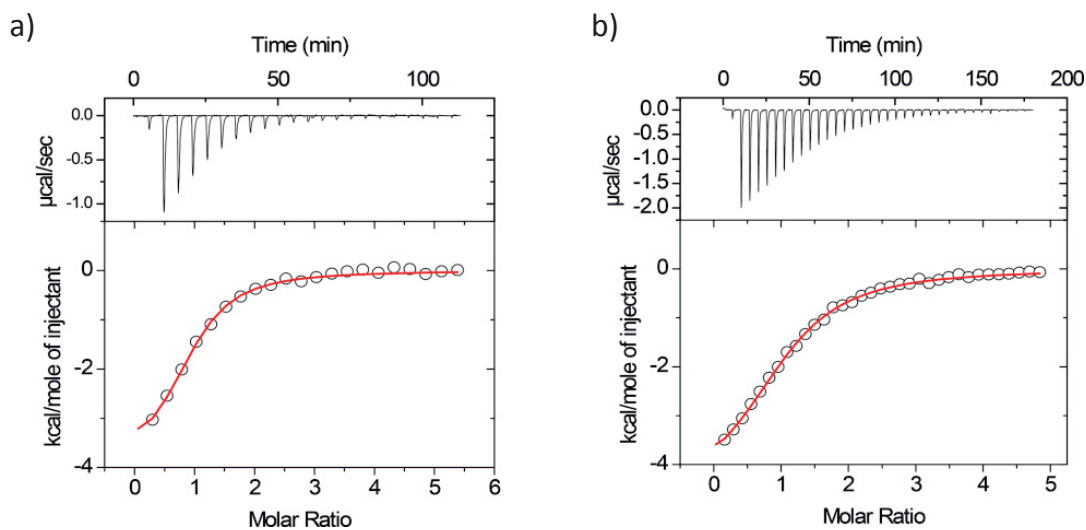 a)
Time (min)
0 50 100
0.0
-0.5
-1.0
µcal/sec
0
-2
-4
kcal/mole of injectant
0 1 2 3 4 5 6
Molar Ratio
b)
Time (min)
0 50 100 150 200
0.0
-0.5
-1.0
-1.5
-2.0
µcal/sec
0
-2
-4
kcal/mole of injectant
0 1 2 3 4 5
Molar Ratio